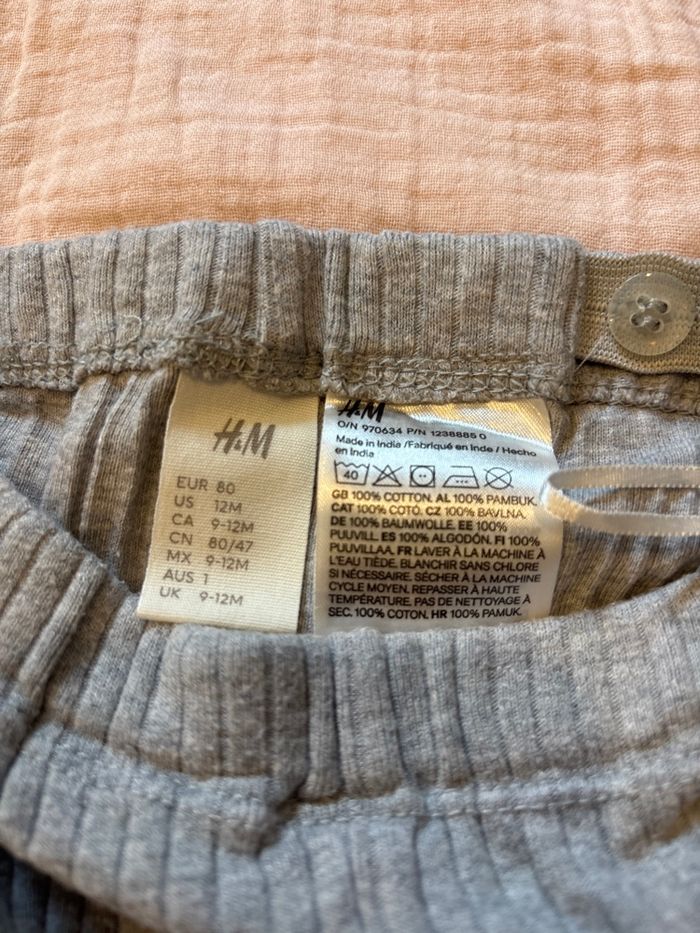 H&M
EUR 80
US 12M
CA 9-12M
CN 80/47
MX 9-12M
AUS 1
UK 9-12M
H&M
O/N 970634 P/N 1238885 0
Made in India /Fabriqué en Inde / Hecho
en India
40
GB 100% COTTON. AL 100% PAMBUK.
CAT 100% COTÓ. CZ 100% BAVLNA.
DE 100% BAUMWOLLE. EE 100%
PUUVILL. ES 100% ALGODÓN. FI 100%
PUUVILLAA. FR LAVER À LA MACHINE À
L'EAU TIÈDE, BLANCHIR SANS CHLORE
SI NÉCESSAIRE. SÉCHER À LA MACHINE
CYCLE MOYEN. REPASSER À HAUTE
TEMPÉRATURE. PAS DE NETTOYAGE À
SEC. 100% COTON. HR 100% PAMUK.